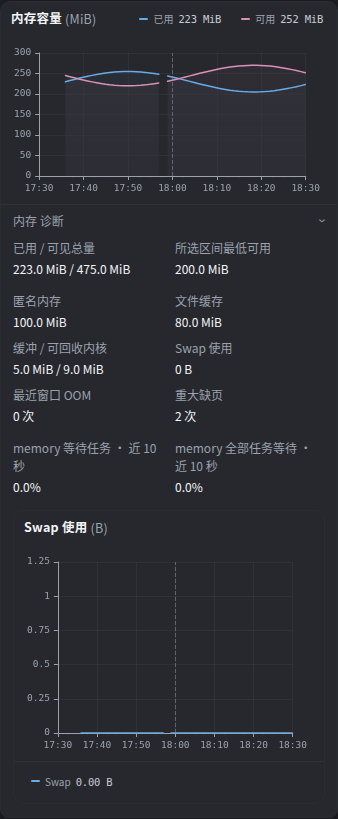 内存容量 (MiB) 已用 223 MiB 可用 252 MiB
300
250
200
150
100
50
0
17:30 17:40 17:50 18:00 18:10 18:20 18:30
内存 诊断
已用 / 可见总量 所选区间最低可用
223.0 MiB / 475.0 MiB 200.0 MiB
匿名内存 文件缓存
100.0 MiB 80.0 MiB
缓冲 / 可回收内核 Swap 使用
5.0 MiB / 9.0 MiB 0 B
最近窗口 OOM 重大缺页
0 次 2 次
memory 等待任务 · 近 10 秒 memory 全部任务等待 · 近 10 秒
0.0% 0.0%
Swap 使用 (B)
1.25
1
0.75
0.5
0.25
0
17:30 17:40 17:50 18:00 18:10 18:20 18:30
Swap 0.00 B